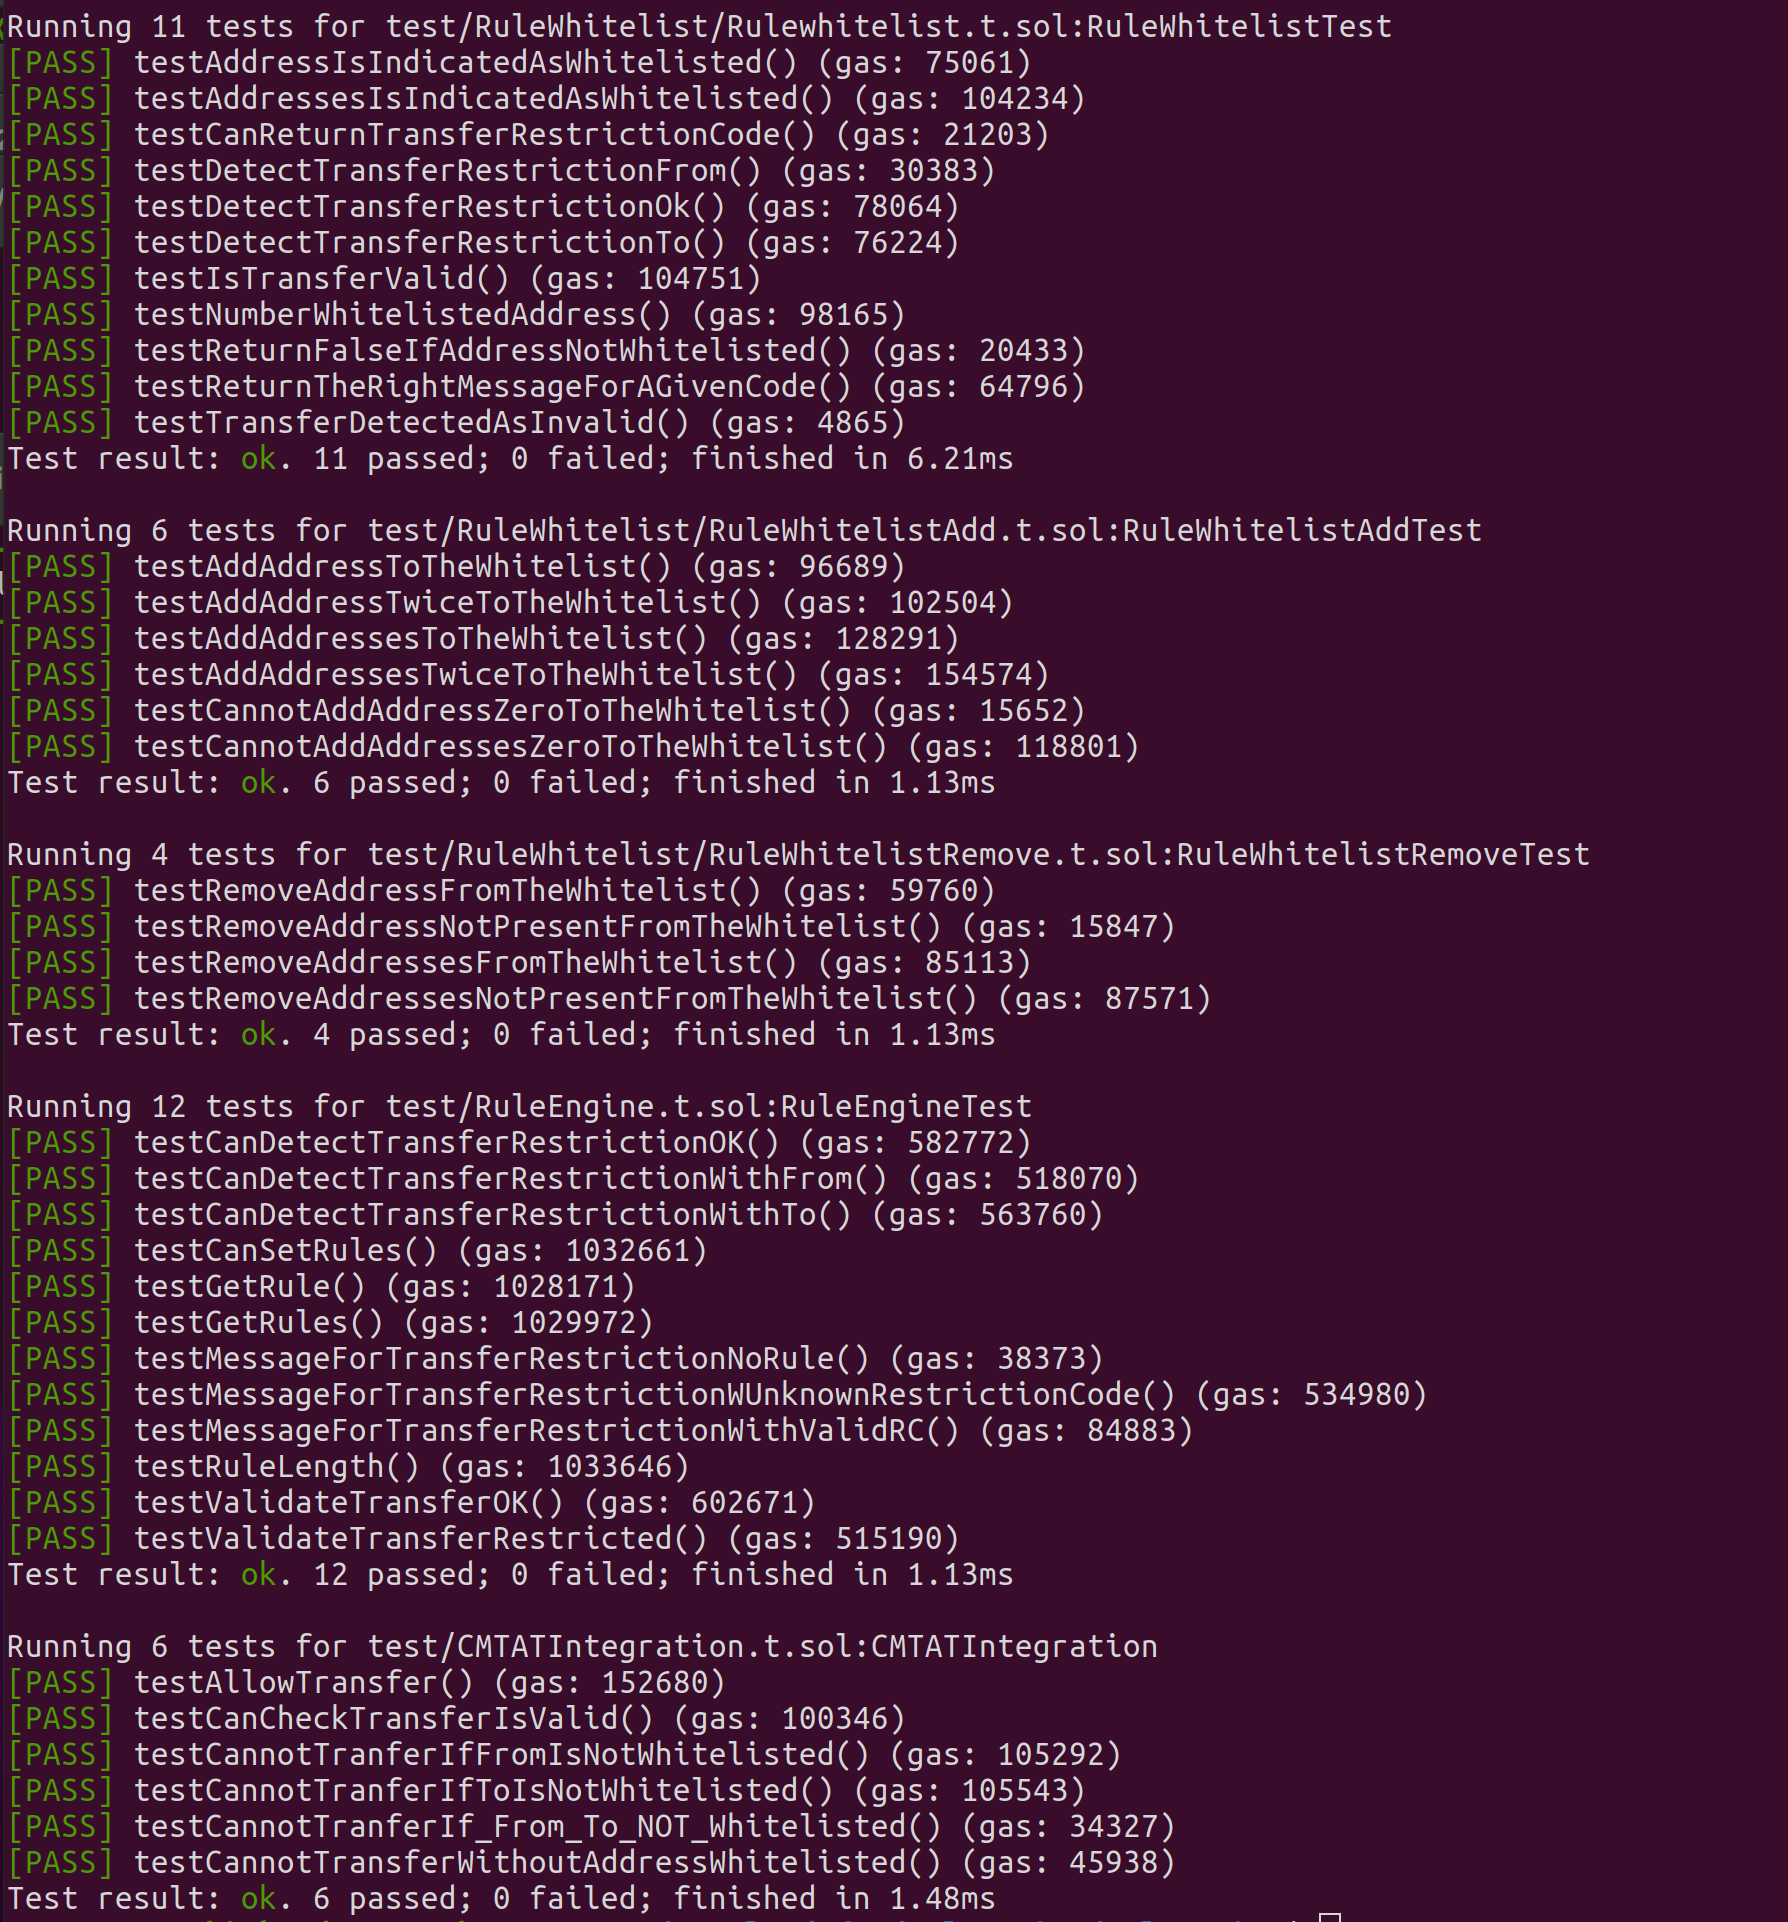 Running 11 tests for test/RuleWhitelist/Rulewhitelist.t.sol:RuleWhitelistTest
[PASS] testAddressIsIndicatedAsWhitelisted() (gas: 75061)
[PASS] testAddressesIsIndicatedAsWhitelisted() (gas: 104234)
[PASS] testCanReturnTransferRestrictionCode() (gas: 21203)
[PASS] testDetectTransferRestrictionFrom() (gas: 30383)
[PASS] testDetectTransferRestrictionOk() (gas: 78064)
[PASS] testDetectTransferRestrictionTo() (gas: 76224)
[PASS] testIsTransferValid() (gas: 104751)
[PASS] testNumberWhitelistedAddress() (gas: 98165)
[PASS] testReturnFalseIfAddressNotWhitelisted() (gas: 20433)
[PASS] testReturnTheRightMessageForAGivenCode() (gas: 64796)
[PASS] testTransferDetectedAsInvalid() (gas: 4865)
Test result: ok. 11 passed; 0 failed; finished in 6.21ms
Running 6 tests for test/RuleWhitelist/RuleWhitelistAdd.t.sol:RuleWhitelistAddTest
[PASS] testAddAddressToTheWhitelist() (gas: 96689)
[PASS] testAddAddressTwiceToTheWhitelist() (gas: 102504)
[PASS] testAddAddressesToTheWhitelist() (gas: 128291)
[PASS] testAddAddressesTwiceToTheWhitelist() (gas: 154574)
[PASS] testCannotAddAddressZeroToTheWhitelist() (gas: 15652)
[PASS] testCannotAddAddressesZeroToTheWhitelist() (gas: 118801)
Test result: ok. 6 passed; 0 failed; finished in 1.13ms
Running 4 tests for test/RuleWhitelist/RuleWhitelistRemove.t.sol:RuleWhitelistRemoveTest
[PASS] testRemoveAddressFromTheWhitelist() (gas: 59760)
[PASS] testRemoveAddressNotPresentFromTheWhitelist() (gas: 15847)
[PASS] testRemoveAddressesFromTheWhitelist() (gas: 85113)
[PASS] testRemoveAddressesNotPresentFromTheWhitelist() (gas: 87571)
Test result: ok. 4 passed; 0 failed; finished in 1.13ms
Running 12 tests for test/RuleEngine.t.sol:RuleEngineTest
[PASS] testCanDetectTransferRestrictionOK() (gas: 582772)
[PASS] testCanDetectTransferRestrictionWithFrom() (gas: 518070)
[PASS] testCanDetectTransferRestrictionWithTo() (gas: 563760)
[PASS] testCanSetRules() (gas: 1032661)
[PASS] testGetRule() (gas: 1028171)
[PASS] testGetRules() (gas: 1029972)
[PASS] testMessageForTransferRestrictionNoRule() (gas: 38373)
[PASS] testMessageForTransferRestrictionWUnknownRestrictionCode() (gas: 534980)
[PASS] testMessageForTransferRestrictionWithValidRC() (gas: 84883)
[PASS] testRuleLength() (gas: 1033646)
[PASS] testValidateTransferOK() (gas: 602671)
[PASS] testValidateTransferRestricted() (gas: 515190)
Test result: ok. 12 passed; 0 failed; finished in 1.13ms
Running 6 tests for test/CMTATIntegration.t.sol:CMTATIntegration
[PASS] testAllowTransfer() (gas: 152680)
[PASS] testCanCheckTransferIsValid() (gas: 100346)
[PASS] testCannotTranferIfFromIsNotWhitelisted() (gas: 105292)
[PASS] testCannotTranferIfToIsNotWhitelisted() (gas: 105543)
[PASS] testCannotTranferIf_From_To_NOT_Whitelisted() (gas: 34327)
[PASS] testCannotTransferWithoutAddressWhitelisted() (gas: 45938)
Test result: ok. 6 passed; 0 failed; finished in 1.48ms